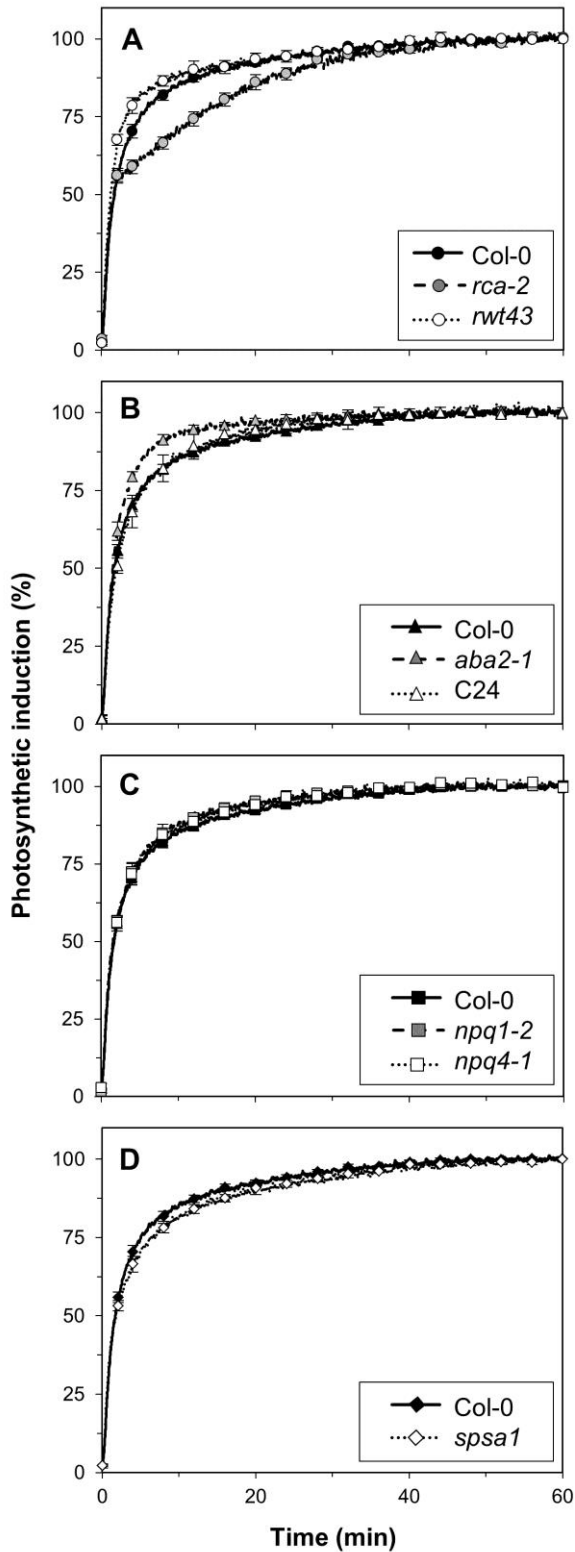 Photosynthetic induction (%)
A
100
75
50
25
0
Col-0
rca-2
rwt43
B
100
75
50
25
0
Col-0
aba2-1
C24
C
100
75
50
25
0
Col-0
npq1-2
npq4-1
D
100
75
50
25
0
Col-0
spsa1
0 20 40 60
Time (min)